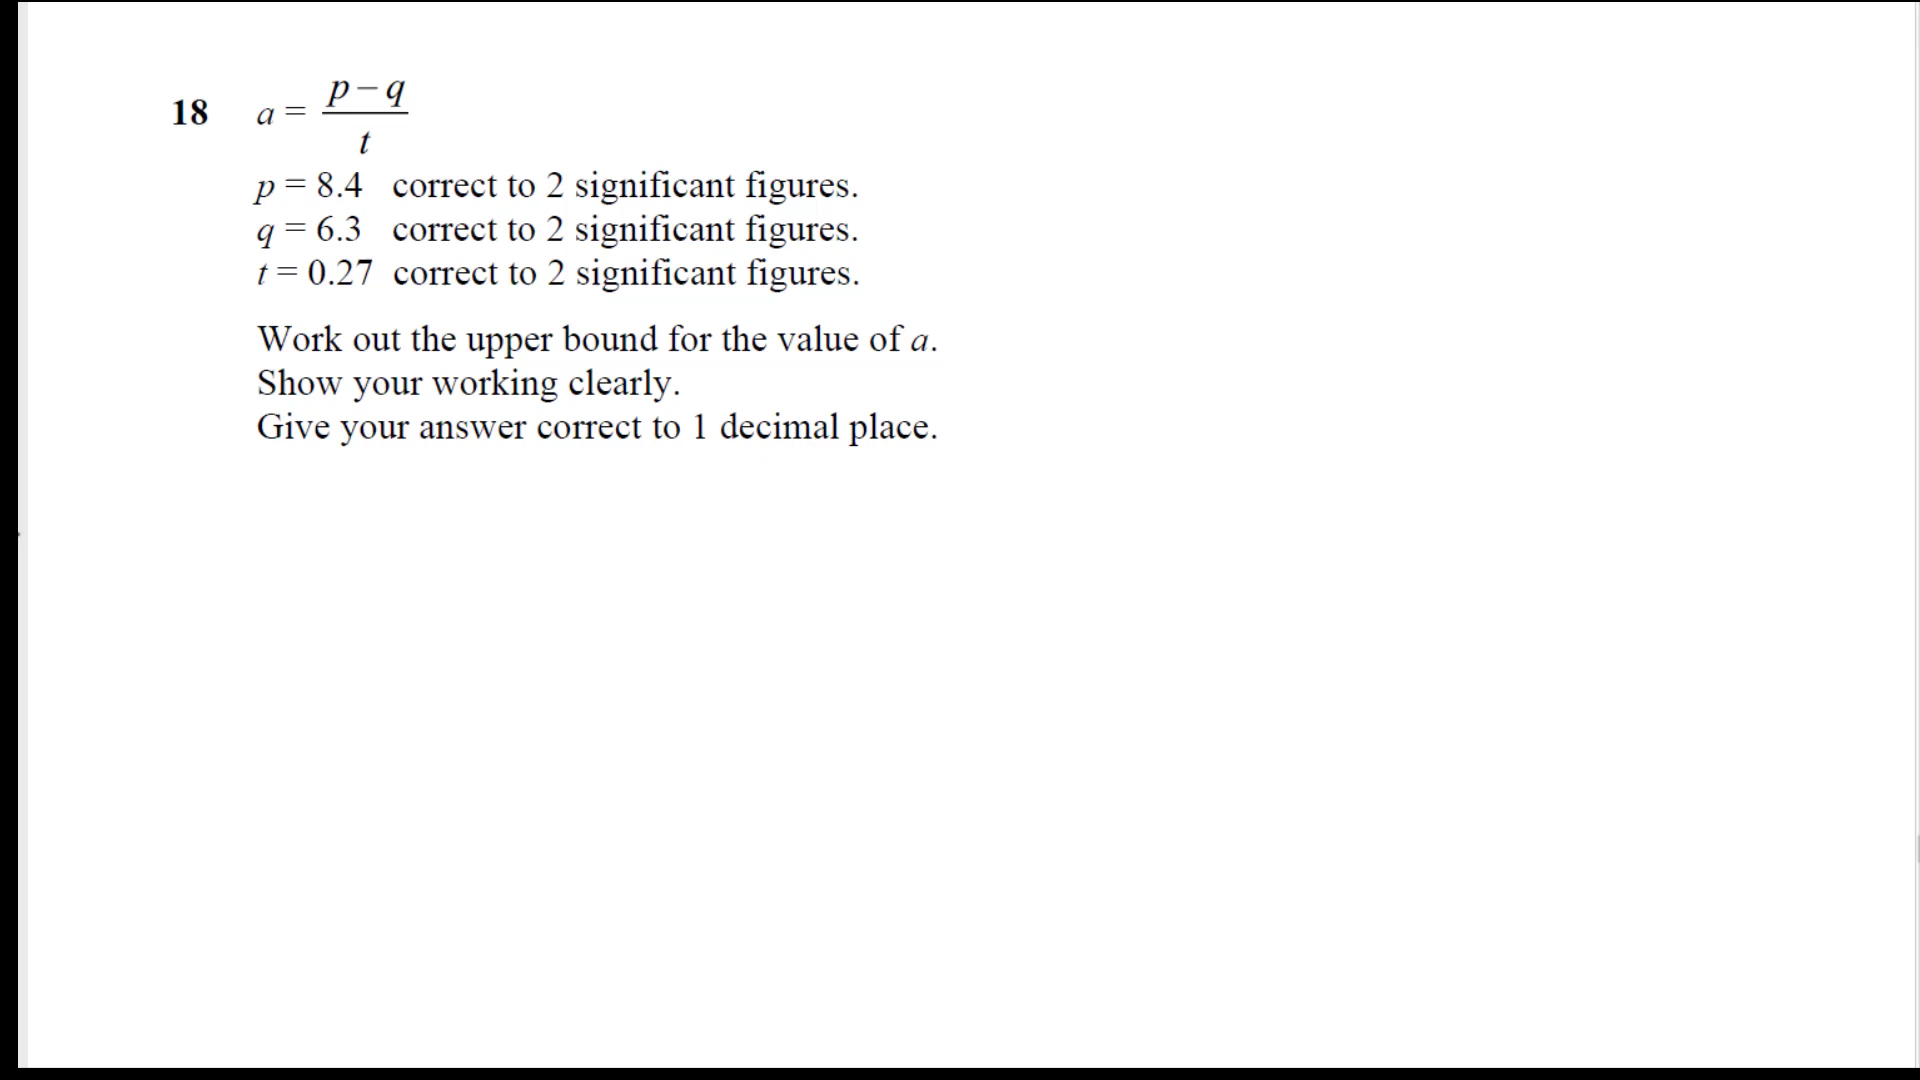 18 a = p − q / t
p = 8.4 correct to 2 significant figures.
q = 6.3 correct to 2 significant figures.
t = 0.27 correct to 2 significant figures.
Work out the upper bound for the value of a.
Show your working clearly.
Give your answer correct to 1 decimal place.